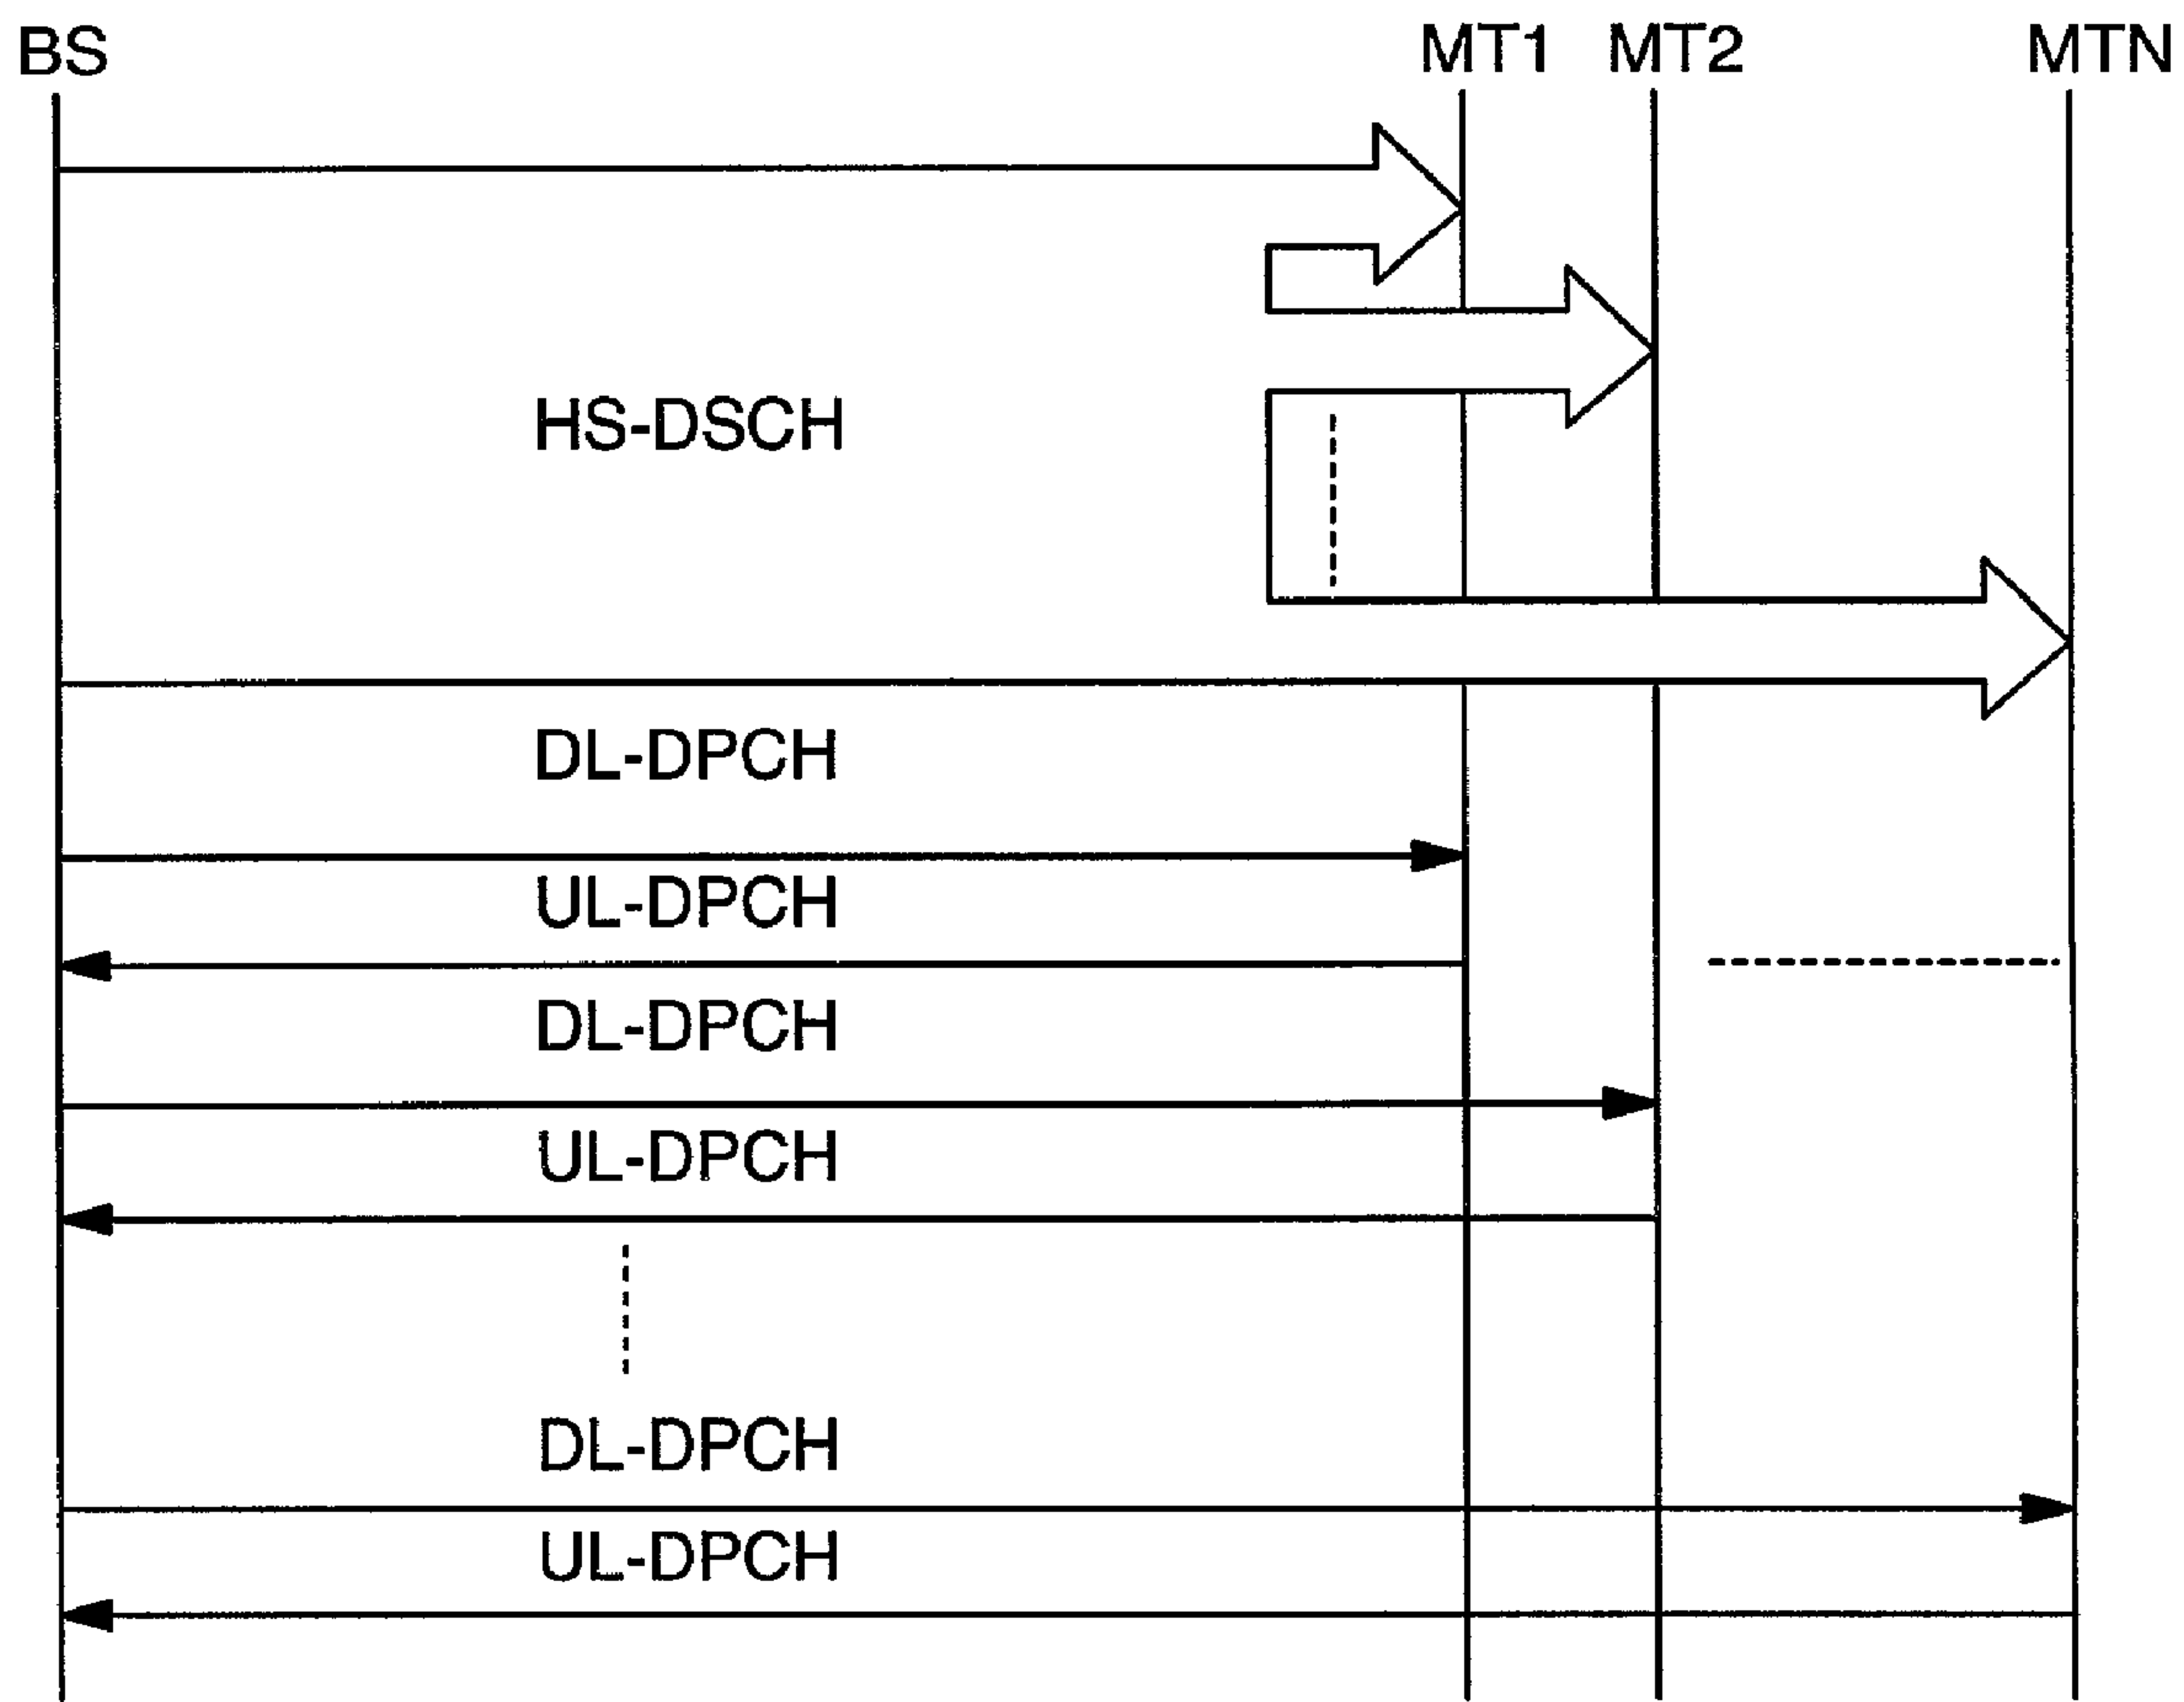 BS MT1 MT2 MTN
HS-DSCH
DL-DPCH
UL-DPCH
DL-DPCH
UL-DPCH
DL-DPCH
UL-DPCH